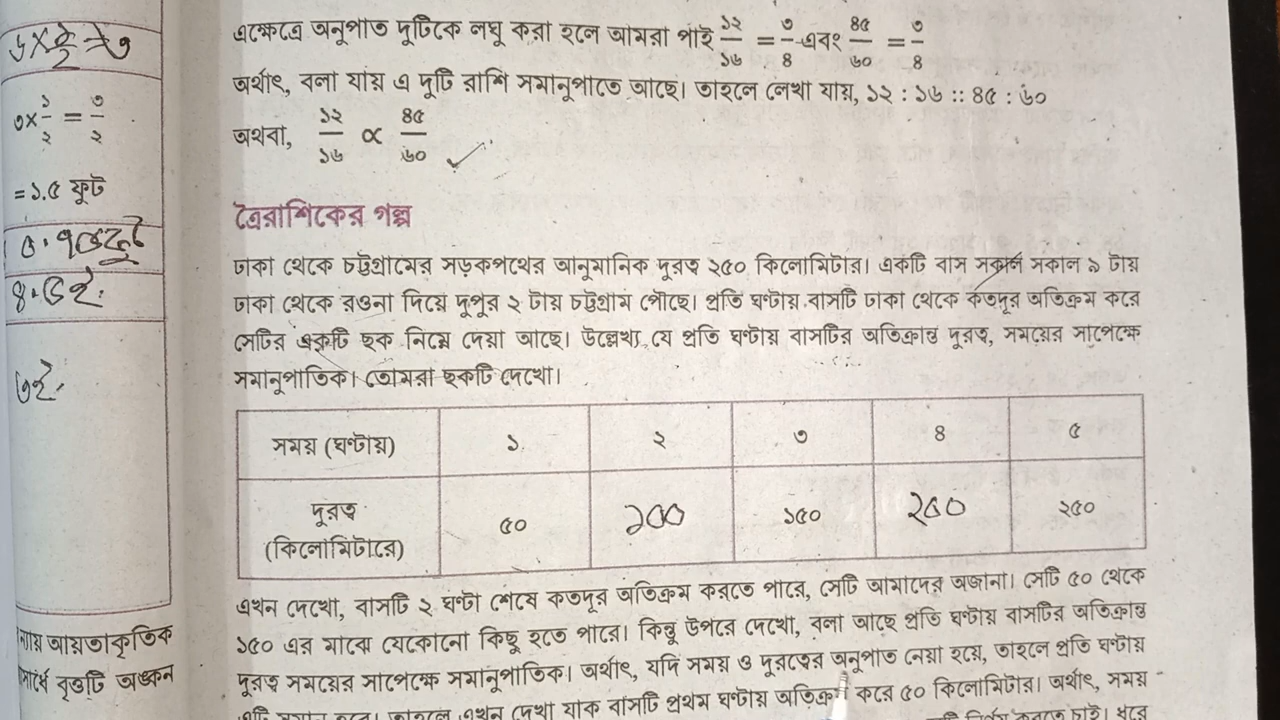 এক্ষেত্রে অনুপাত দুটিকে লঘু করা হলে আমরা পাই ১২/১৬ = ৩/৪ এবং ৪৫/৬০ = ৩/৪
অর্থাৎ, বলা যায় এ দুটি রাশি সমানুপাতে আছে। তাহলে লেখা যায়, ১২ : ১৬ :: ৪৫ : ৬০
অথবা, ১২/১৬ ∝ ৪৫/৬০
৩× ১/২ = ৩/২
= ১.৫ ফুট
ত্রৈরাশিকের গল্প
ঢাকা থেকে চট্টগ্রামের সড়কপথের আনুমানিক দূরত্ব ২৫০ কিলোমিটার। একটি বাস সকাল সকাল ৯ টায়
ঢাকা থেকে রওনা দিয়ে দুপুর ২ টায় চট্টগ্রাম পৌঁছে। প্রতি ঘণ্টায় বাসটি ঢাকা থেকে কতদূর অতিক্রম করে
সেটির একটি ছক নিম্নে দেয়া আছে। উল্লেখ্য যে প্রতি ঘণ্টায় বাসটির অতিক্রান্ত দূরত্ব, সময়ের সাপেক্ষে
সমানুপাতিক। তোমরা ছকটি দেখো।
সময় (ঘণ্টায়) ১ ২ ৩ ৪ ৫
দূরত্ব (কিলোমিটারে) ৫০ ১০০ ১৫০ ২০০ ২৫০
এখন দেখো, বাসটি ২ ঘণ্টা শেষে কতদূর অতিক্রম করতে পারে, সেটি আমাদের অজানা। সেটি ৫০ থেকে
১৫০ এর মাঝে যেকোনো কিছু হতে পারে। কিন্তু উপরে দেখো, বলা আছে প্রতি ঘণ্টায় বাসটির অতিক্রান্ত
দূরত্ব সময়ের সাপেক্ষে সমানুপাতিক। অর্থাৎ, যদি সময় ও দূরত্বের অনুপাত নেয়া হয়ে, তাহলে প্রতি ঘণ্টায়
এখন দেখা যাক বাসটি প্রথম ঘণ্টায় অতিক্রম করে ৫০ কিলোমিটার। অর্থাৎ, সময়
আয়তাকৃতিক
বৃত্তটি অঙ্কন